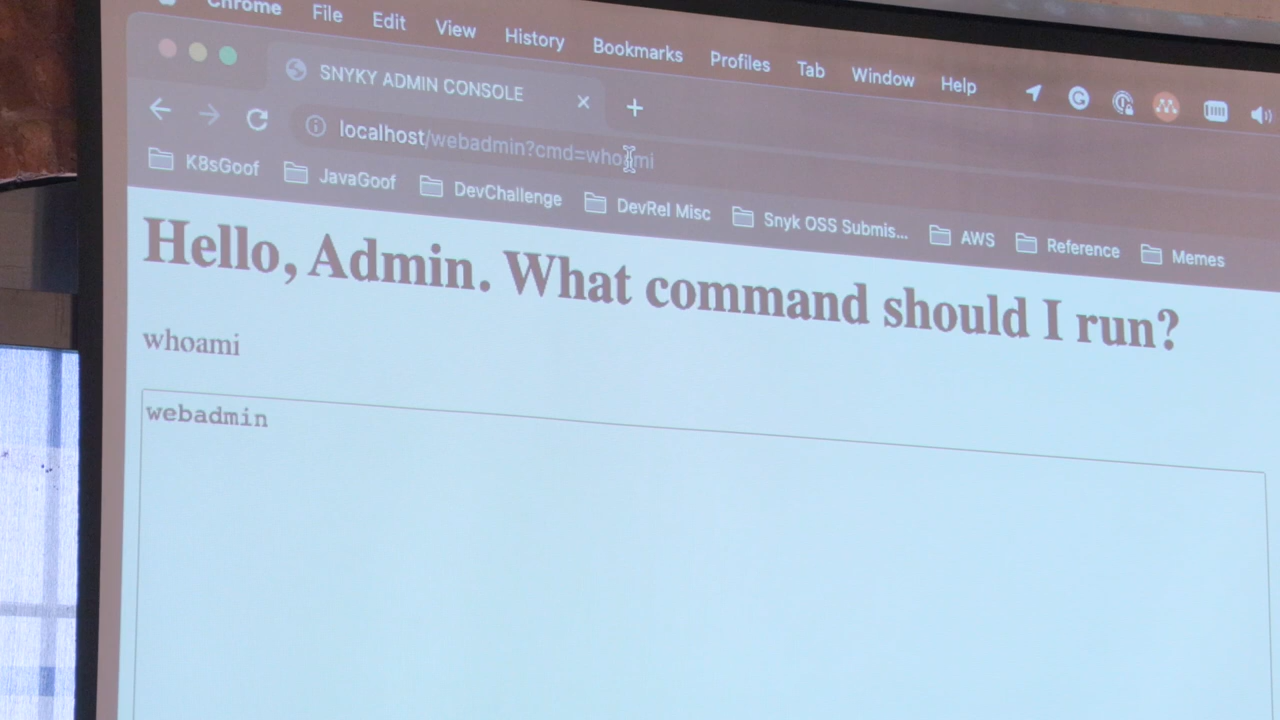 Chrome File Edit View History Bookmarks Profiles Tab Window Help
SNYKY ADMIN CONSOLE
localhost/webadmin?cmd=whoami
K8sGoof JavaGoof DevChallenge DevRel Misc Snyk OSS Submis... AWS Reference Memes
Hello, Admin. What command should I run?
whoami
webadmin